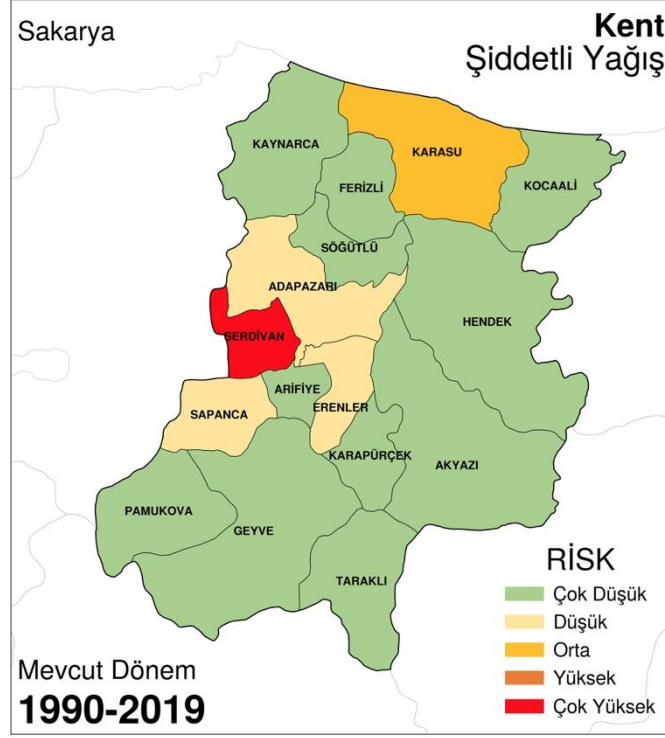 Sakarya
Kent
Şiddetli Yağış
KAYNARCA
KARASU
FERİZLİ
KOCAALİ
SÖĞÜTLÜ
ADAPAZARI
HENDEK
SERDİVAN
ARİFİYE
SAPANCA
ERENLER
KARAPÜRÇEK
AKYAZI
PAMUKOVA
GEYVE
TARAKLI
RİSK
Çok Düşük
Düşük
Orta
Yüksek
Çok Yüksek
Mevcut Dönem
1990-2019